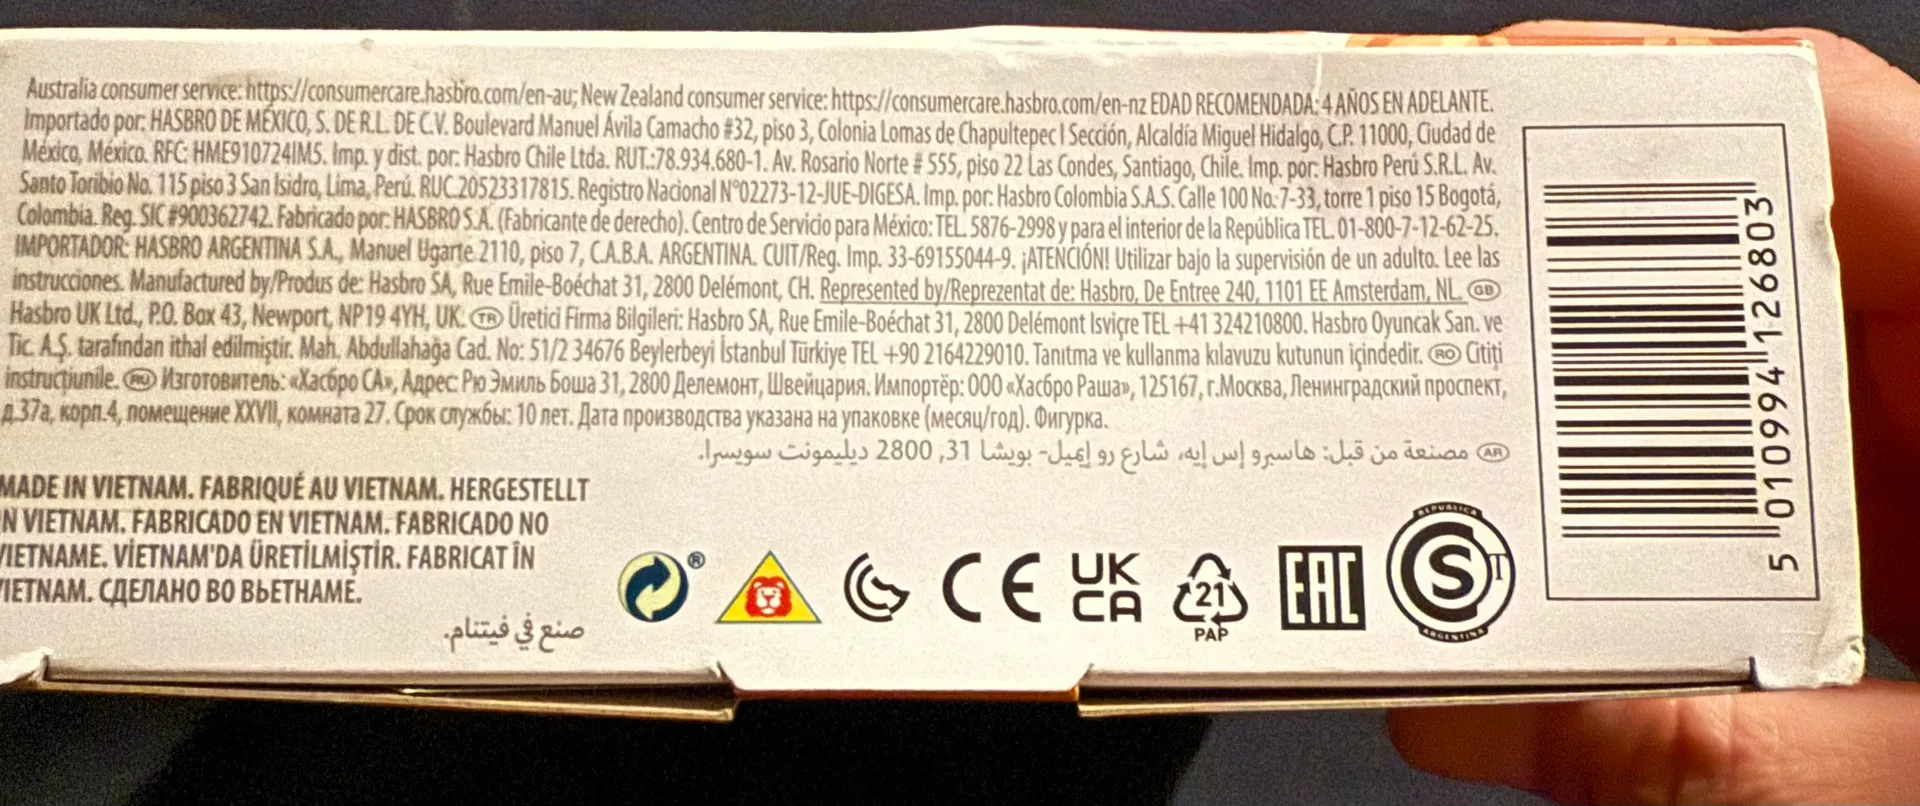 Australia consumer service: https://consumercare.hasbro.com/en-au; New Zealand consumer service: https://consumercare.hasbro.com/en-nz EDAD RECOMENDADA: 4 AÑOS EN ADELANTE.
Importado por: HASBRO DE MÉXICO, S. DE R.L. DE C.V. Boulevard Manuel Ávila Camacho #32, piso 3, Colonia Lomas de Chapultepec I Sección, Alcaldía Miguel Hidalgo, C.P. 11000, Ciudad de
México, México. RFC: HME910724IM5. Imp. y dist. por: Hasbro Chile Ltda. RUT.:78.934.680-1. Av. Rosario Norte # 555, piso 22 Las Condes, Santiago, Chile. Imp. por: Hasbro Perú S.R.L. Av.
Santo Toribio No. 115 piso 3 San Isidro, Lima, Perú. RUC.20523317815. Registro Nacional N°02273-12-JUE-DIGESA. Imp. por: Hasbro Colombia S.A.S. Calle 100 No.:7-33, torre 1 piso 15 Bogotá,
Colombia. Reg. SIC #900362742. Fabricado por: HASBRO S.A. (Fabricante de derecho). Centro de Servicio para México: TEL. 5876-2998 y para el interior de la República TEL. 01-800-7-12-62-25.
IMPORTADOR: HASBRO ARGENTINA S.A., Manuel Ugarte 2110, piso 7, C.A.B.A. ARGENTINA. CUIT/Reg. Imp. 33-69155044-9. ¡ATENCIÓN! Utilizar bajo la supervisión de un adulto. Lee las
instrucciones. Manufactured by/Produs de: Hasbro SA, Rue Emile-Boéchat 31, 2800 Delémont, CH. Represented by/Reprezentat de: Hasbro, De Entree 240, 1101 EE Amsterdam, NL. GB
Hasbro UK Ltd., P.O. Box 43, Newport, NP19 4YH, UK. TR Üretici Firma Bilgileri: Hasbro SA, Rue Emile-Boéchat 31, 2800 Delémont Isviçre TEL +41 324210800. Hasbro Oyuncak San. ve
Tic. A.Ş. tarafından ithal edilmiştir. Mah. Abdullahağa Cad. No: 51/2 34676 Beylerbeyi İstanbul Türkiye TEL +90 2164229010. Tanıtma ve kullanma kılavuzu kutunun içindedir. RO Citiți
instrucțiunile. RU Изготовитель: «Хасбро СА», Адрес: Рю Эмиль Боша 31, 2800 Делемонт, Швейцария. Импортёр: ООО «Хасбро Раша», 125167, г.Москва, Ленинградский проспект,
д.37а, корп.4, помещение XXVII, комната 27. Срок службы: 10 лет. Дата производства указана на упаковке (месяц/год). Фигурка.
AR مصنعة من قبل: هاسبرو إس إيه، شارع رو إميل- بويشا 31, 2800 ديليمونت سويسرا.
MADE IN VIETNAM. FABRIQUÉ AU VIETNAM. HERGESTELLT
IN VIETNAM. FABRICADO EN VIETNAM. FABRICADO NO
VIETNAME. VİETNAM'DA ÜRETİLMİŞTİR. FABRICAT ÎN
VIETNAM. СДЕЛАНО ВО ВЬЕТНАМЕ.
صنع في فيتنام.
®
CE
UK
CA
21
PAP
EAC
REPUBLICA
S T
ARGENTINA
5 010994 126803